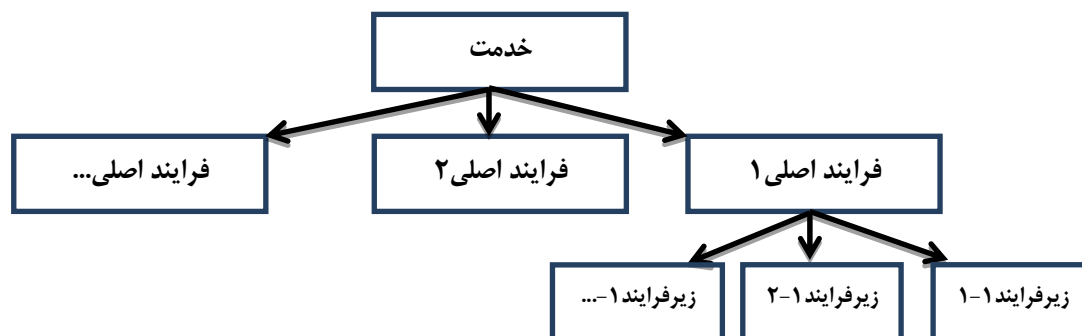 خدمت
فرایند اصلی۱
فرایند اصلی۲
فرایند اصلی...
زیرفرایند۱-۱
زیرفرایند۱-۲
زیرفرایند۱-...